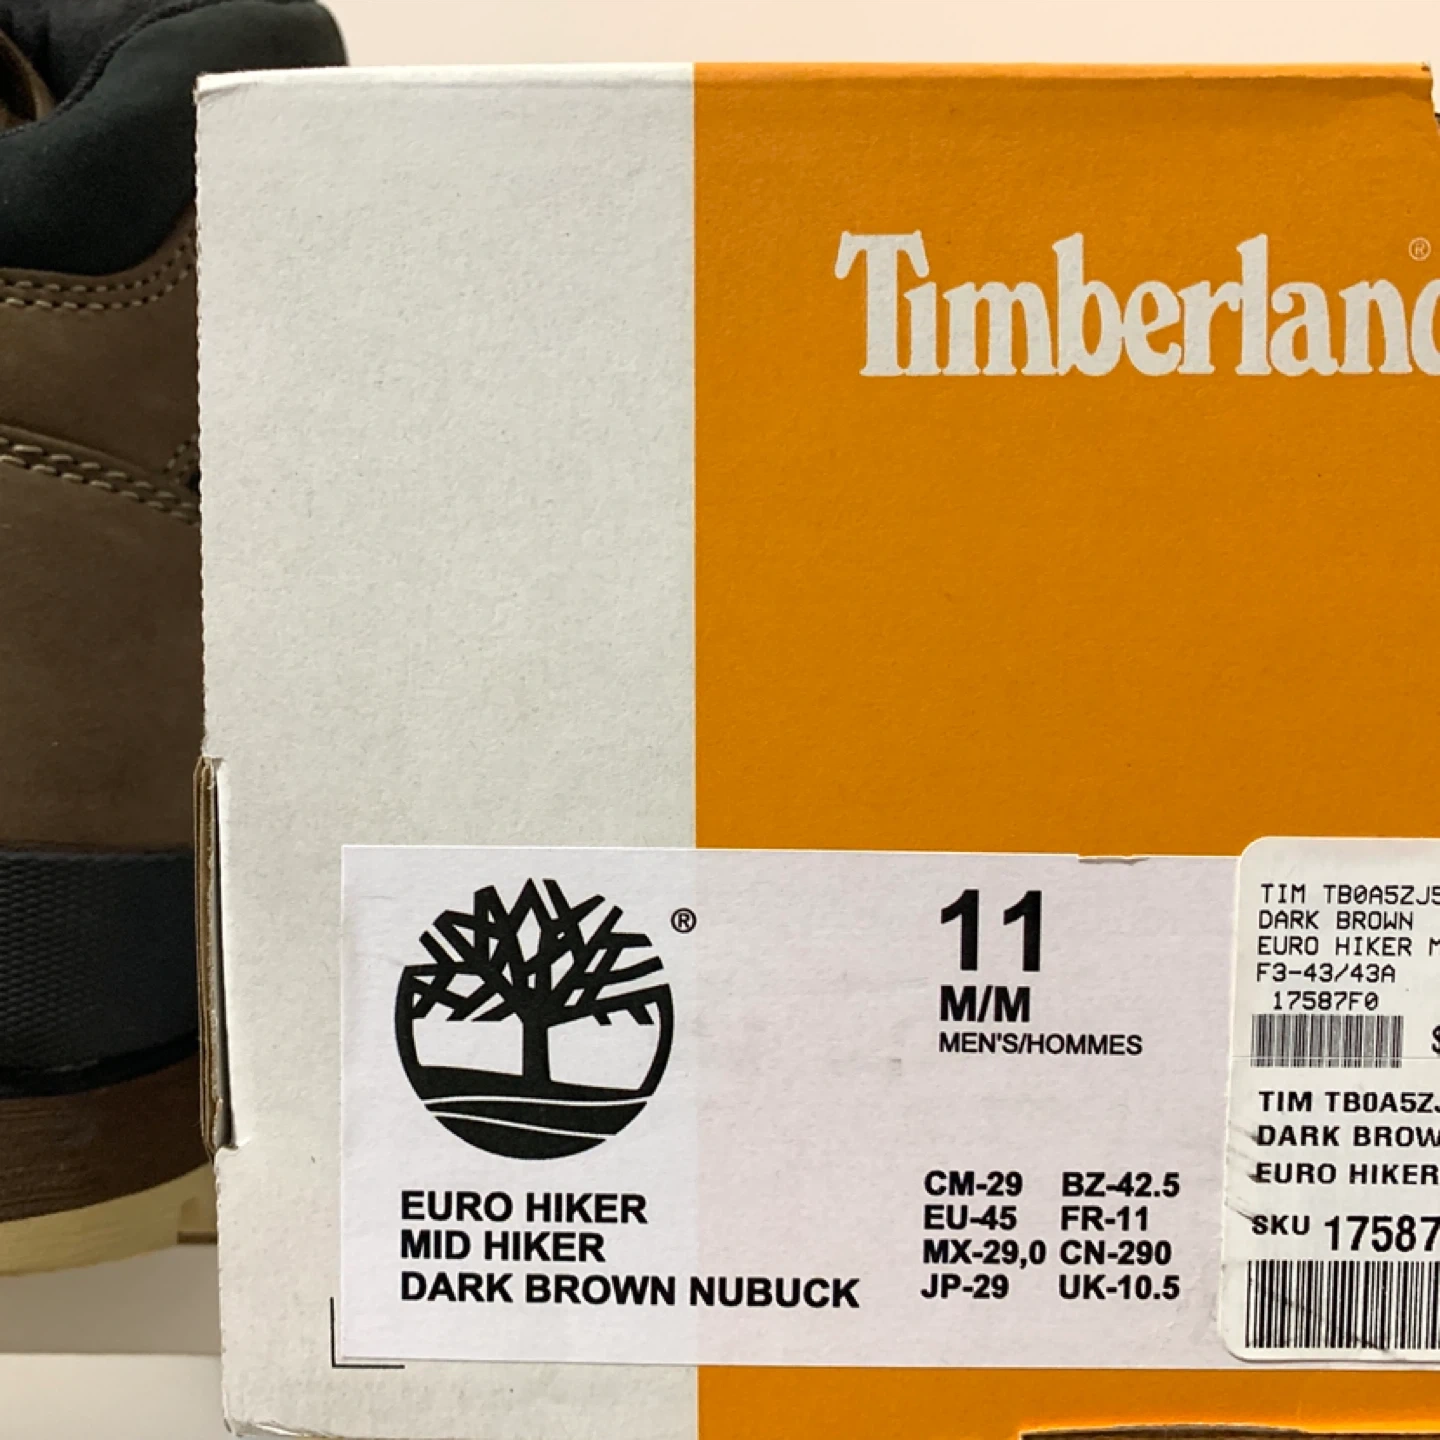 Timberland
®
®
11
M/M
MEN'S/HOMMES
CM-29 BZ-42.5
EU-45 FR-11
MX-29,0 CN-290
JP-29 UK-10.5
EURO HIKER
MID HIKER
DARK BROWN NUBUCK
TIM TB0A5ZJ5
DARK BROWN
EURO HIKER M
F3-43/43A
17587F0
$
TIM TB0A5ZJ
DARK BROW
EURO HIKER
SKU 17587